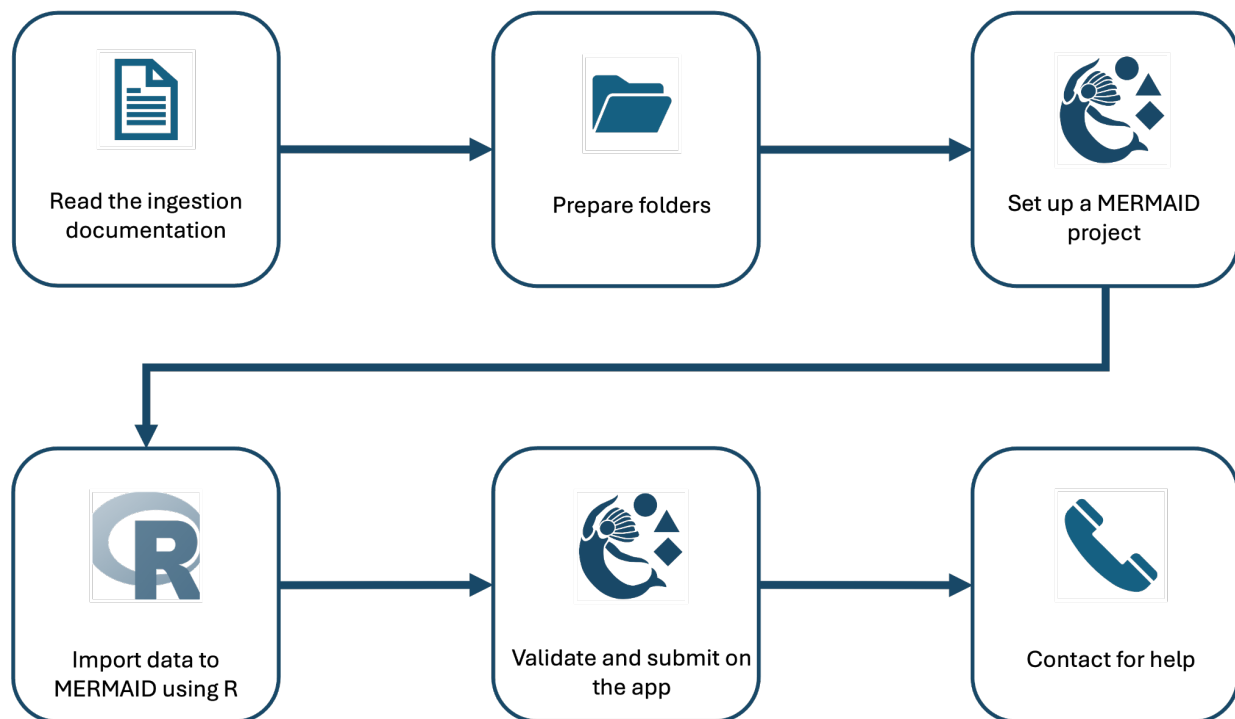 Read the ingestion
documentation
Prepare folders
Set up a MERMAID
project
R
Import data to
MERMAID using R
Validate and submit on
the app
Contact for help